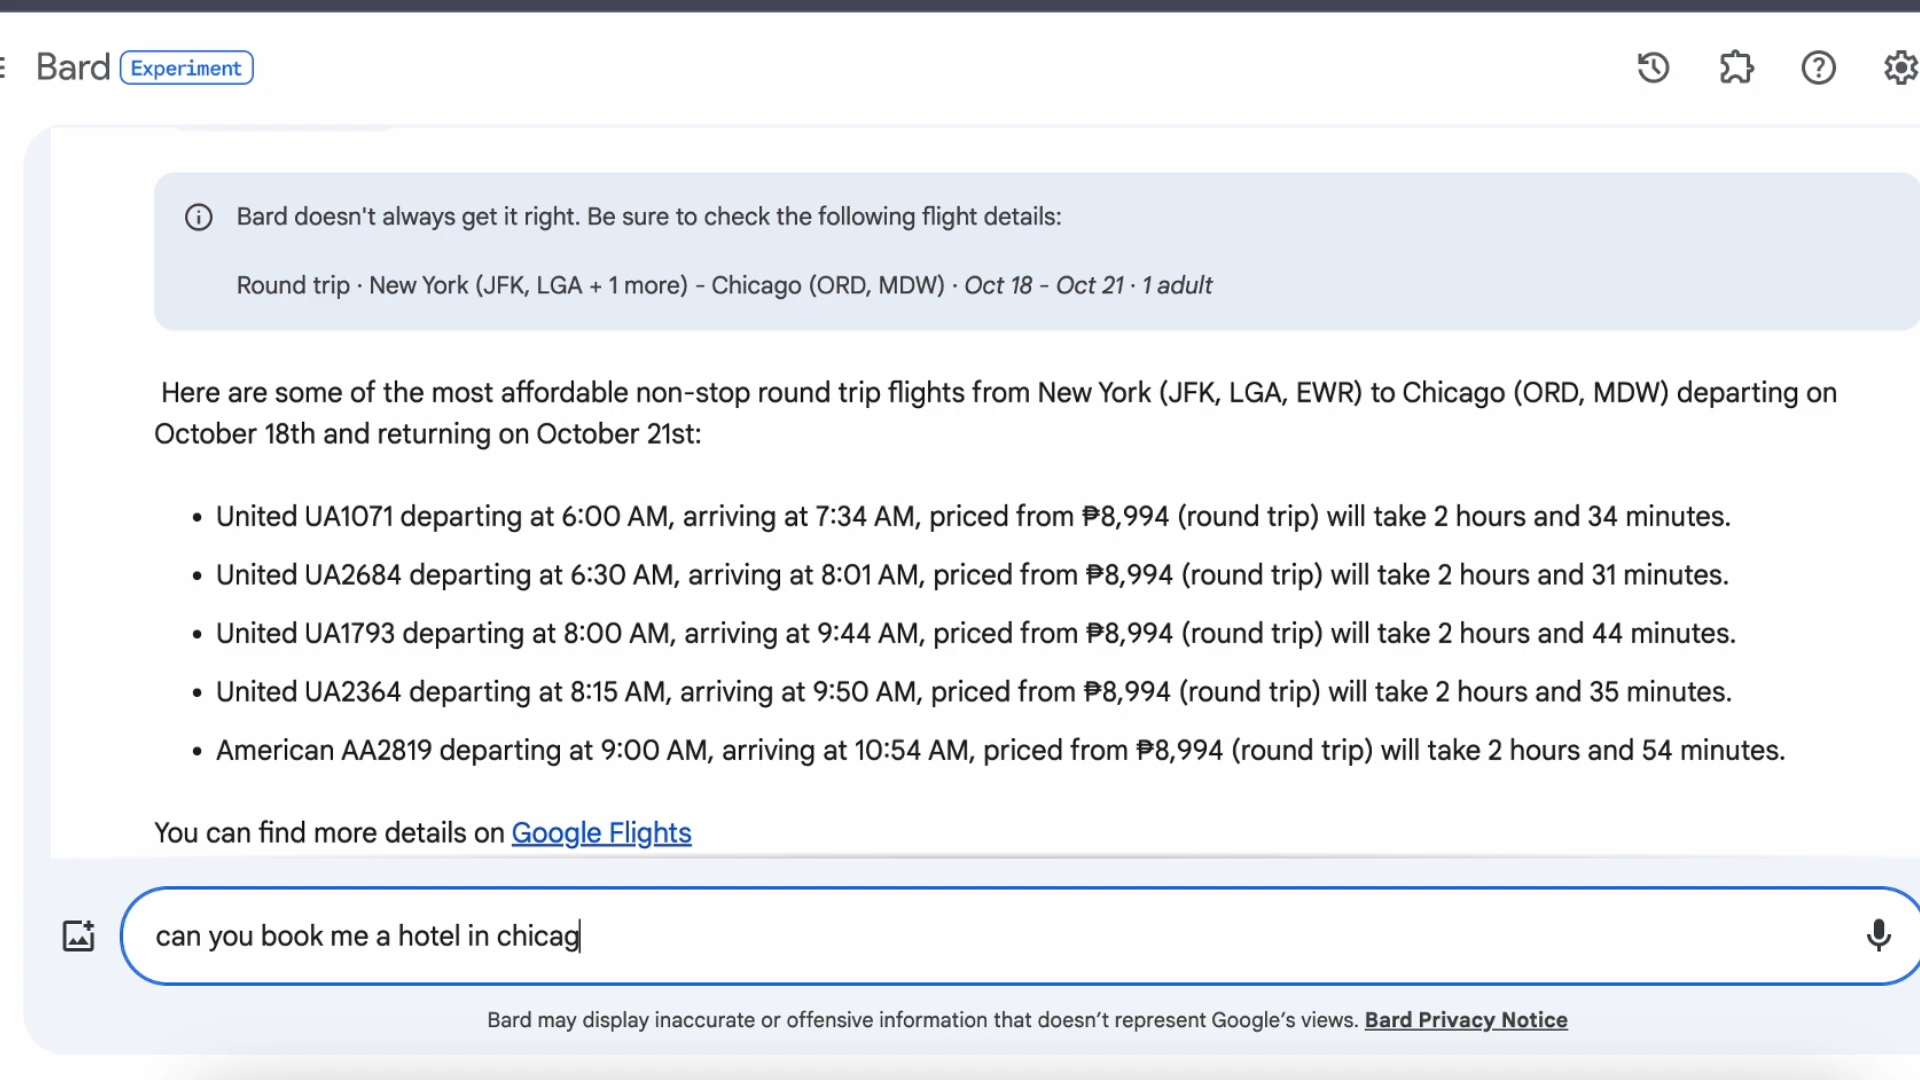 Bard Experiment
Bard doesn't always get it right. Be sure to check the following flight details:
Round trip · New York (JFK, LGA + 1 more) - Chicago (ORD, MDW) · Oct 18 - Oct 21 · 1 adult
Here are some of the most affordable non-stop round trip flights from New York (JFK, LGA, EWR) to Chicago (ORD, MDW) departing on
October 18th and returning on October 21st:
• United UA1071 departing at 6:00 AM, arriving at 7:34 AM, priced from ₱8,994 (round trip) will take 2 hours and 34 minutes.
• United UA2684 departing at 6:30 AM, arriving at 8:01 AM, priced from ₱8,994 (round trip) will take 2 hours and 31 minutes.
• United UA1793 departing at 8:00 AM, arriving at 9:44 AM, priced from ₱8,994 (round trip) will take 2 hours and 44 minutes.
• United UA2364 departing at 8:15 AM, arriving at 9:50 AM, priced from ₱8,994 (round trip) will take 2 hours and 35 minutes.
• American AA2819 departing at 9:00 AM, arriving at 10:54 AM, priced from ₱8,994 (round trip) will take 2 hours and 54 minutes.
You can find more details on Google Flights
can you book me a hotel in chicag
Bard may display inaccurate or offensive information that doesn't represent Google's views. Bard Privacy Notice